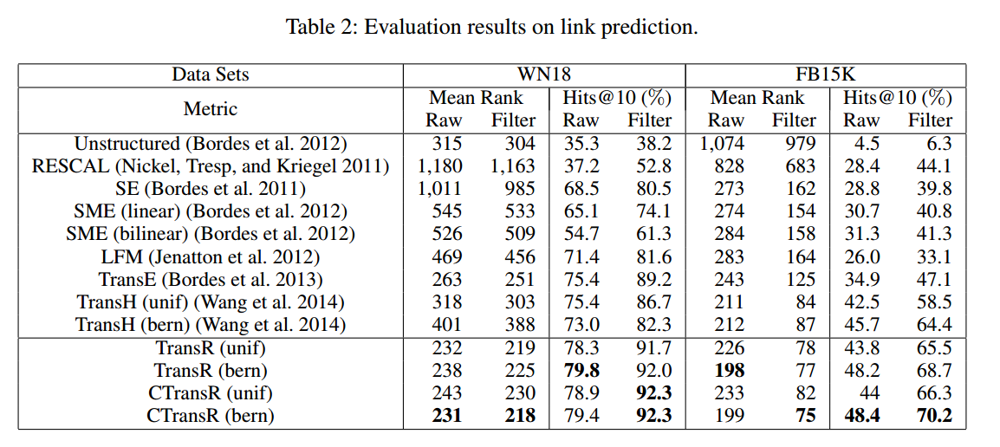 Table 2: Evaluation results on link prediction.
Data Sets WN18 FB15K
Metric Mean Rank Hits@10 (%) Mean Rank Hits@10 (%)
Raw Filter Raw Filter Raw Filter Raw Filter
Unstructured (Bordes et al. 2012) 315 304 35.3 38.2 1,074 979 4.5 6.3
RESCAL (Nickel, Tresp, and Kriegel 2011) 1,180 1,163 37.2 52.8 828 683 28.4 44.1
SE (Bordes et al. 2011) 1,011 985 68.5 80.5 273 162 28.8 39.8
SME (linear) (Bordes et al. 2012) 545 533 65.1 74.1 274 154 30.7 40.8
SME (bilinear) (Bordes et al. 2012) 526 509 54.7 61.3 284 158 31.3 41.3
LFM (Jenatton et al. 2012) 469 456 71.4 81.6 283 164 26.0 33.1
TransE (Bordes et al. 2013) 263 251 75.4 89.2 243 125 34.9 47.1
TransH (unif) (Wang et al. 2014) 318 303 75.4 86.7 211 84 42.5 58.5
TransH (bern) (Wang et al. 2014) 401 388 73.0 82.3 212 87 45.7 64.4
TransR (unif) 232 219 78.3 91.7 226 78 43.8 65.5
TransR (bern) 238 225 79.8 92.0 198 77 48.2 68.7
CTransR (unif) 243 230 78.9 92.3 233 82 44 66.3
CTransR (bern) 231 218 79.4 92.3 199 75 48.4 70.2